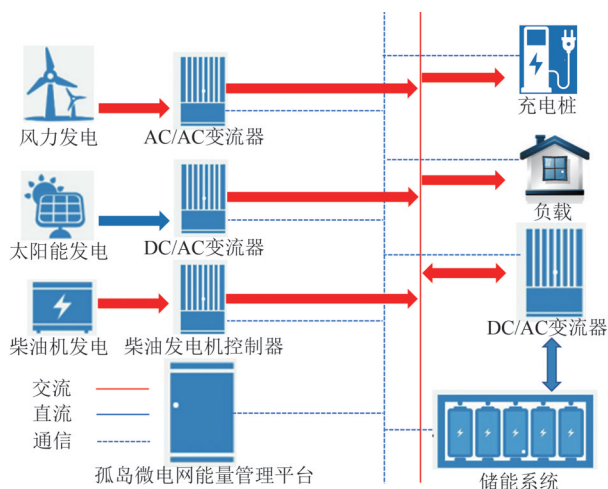 风力发电
AC/AC变流器
充电桩
太阳能发电
DC/AC变流器
负载
柴油机发电
柴油发电机控制器
DC/AC变流器
交流
直流
通信
孤岛微电网能量管理平台
储能系统